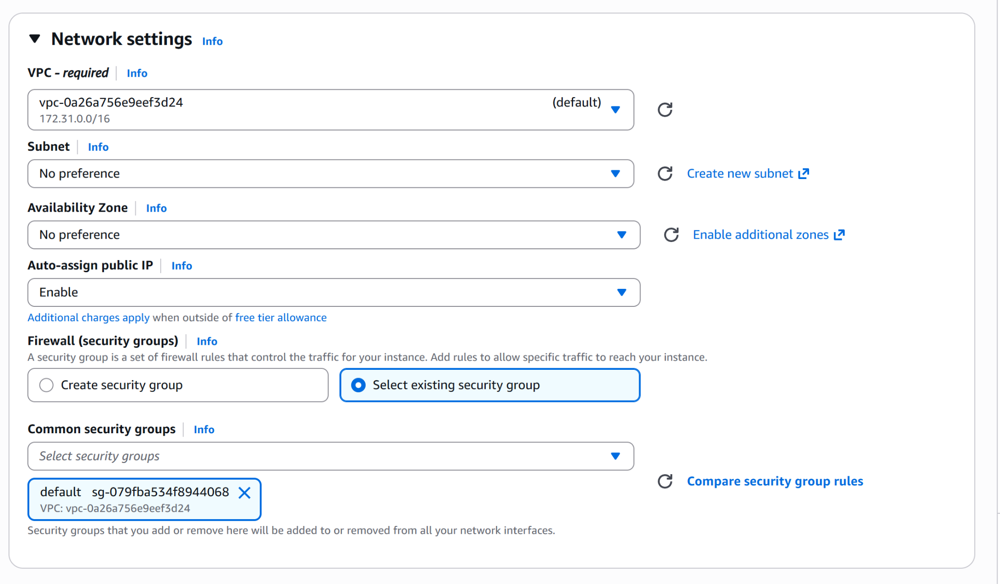 Network settings Info
VPC - required Info
vpc-0a26a756e9eef3d24 (default)
172.31.0.0/16
Subnet Info
No preference
Create new subnet
Availability Zone Info
No preference
Enable additional zones
Auto-assign public IP Info
Enable
Additional charges apply when outside of free tier allowance
Firewall (security groups) Info
A security group is a set of firewall rules that control the traffic for your instance. Add rules to allow specific traffic to reach your instance.
Create security group
Select existing security group
Common security groups Info
Select security groups
default sg-079fba534f8944068
VPC: vpc-0a26a756e9eef3d24
Compare security group rules
Security groups that you add or remove here will be added to or removed from all your network interfaces.